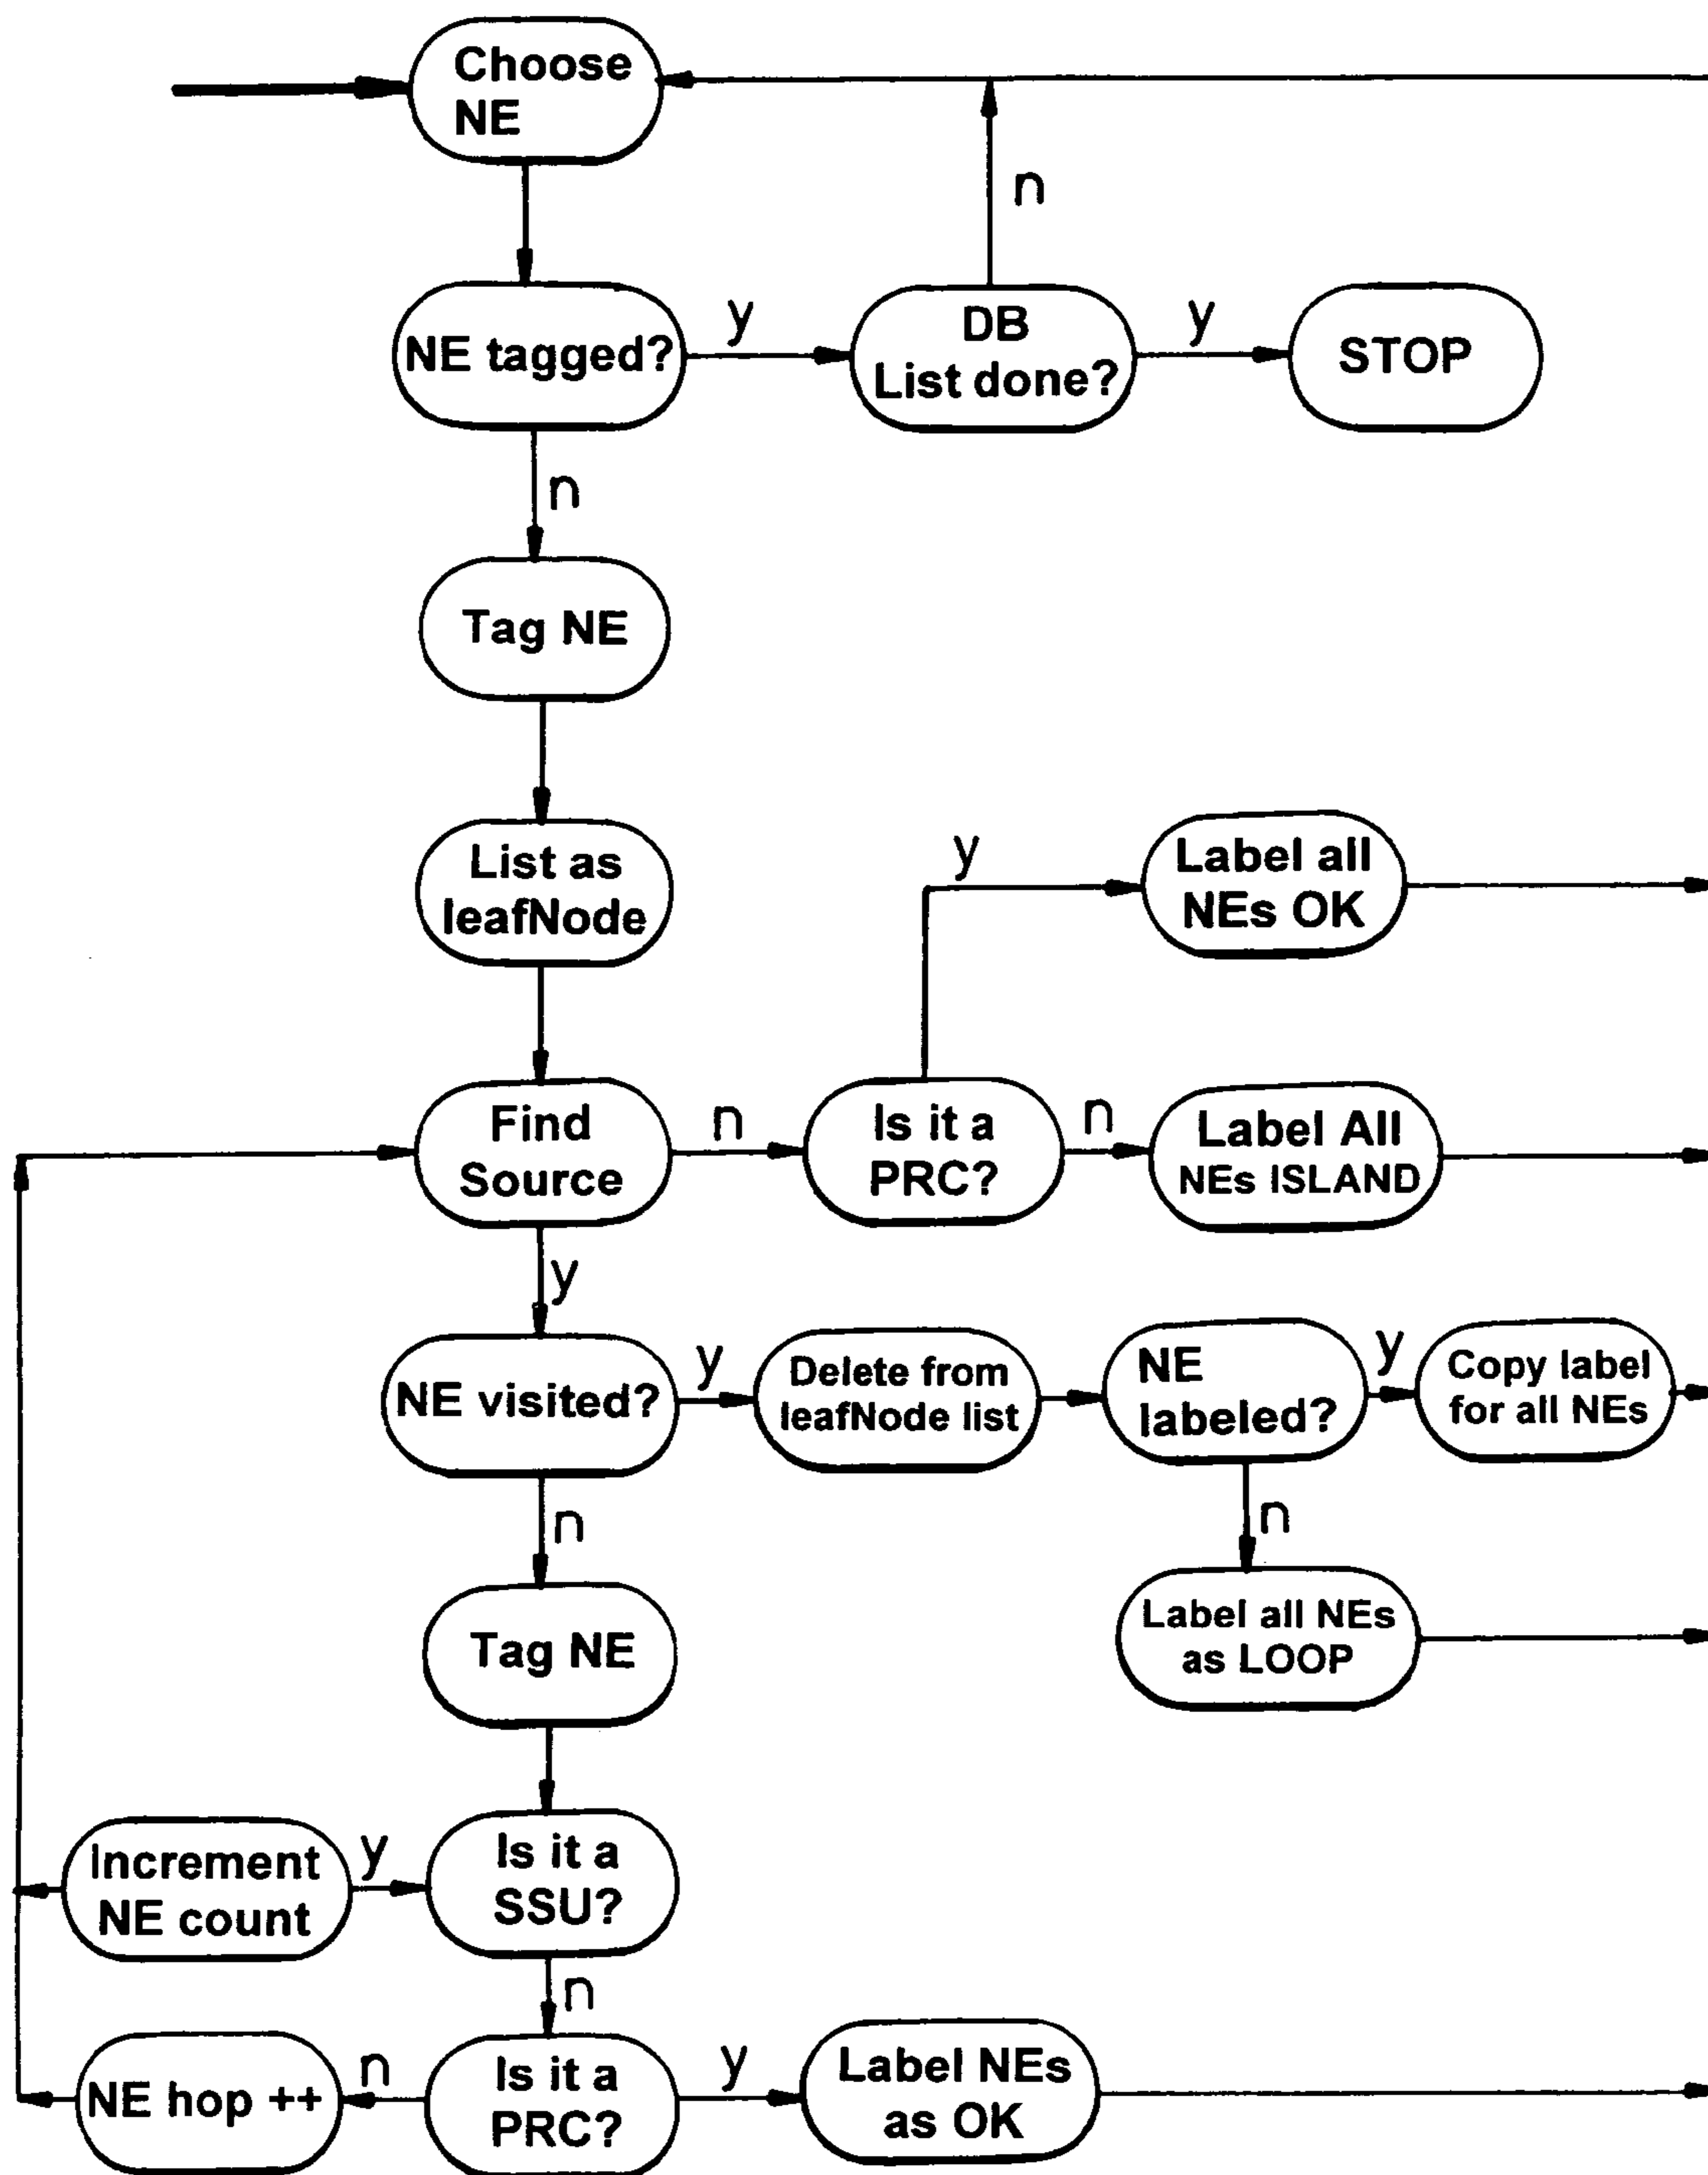 Choose
NE
n
NE tagged?
y
DB
List done?
y
STOP
n
Tag NE
List as
leafNode
y
Label all
NEs OK
Find
Source
n
Is it a
PRC?
n
Label All
NEs ISLAND
y
NE visited?
y
Delete from
leafNode list
NE
labeled?
y
Copy label
for all NEs
n
n
Label all NEs
as LOOP
Tag NE
Increment
NE count
y
Is it a
SSU?
n
NE hop ++
n
Is it a
PRC?
y
Label NEs
as OK